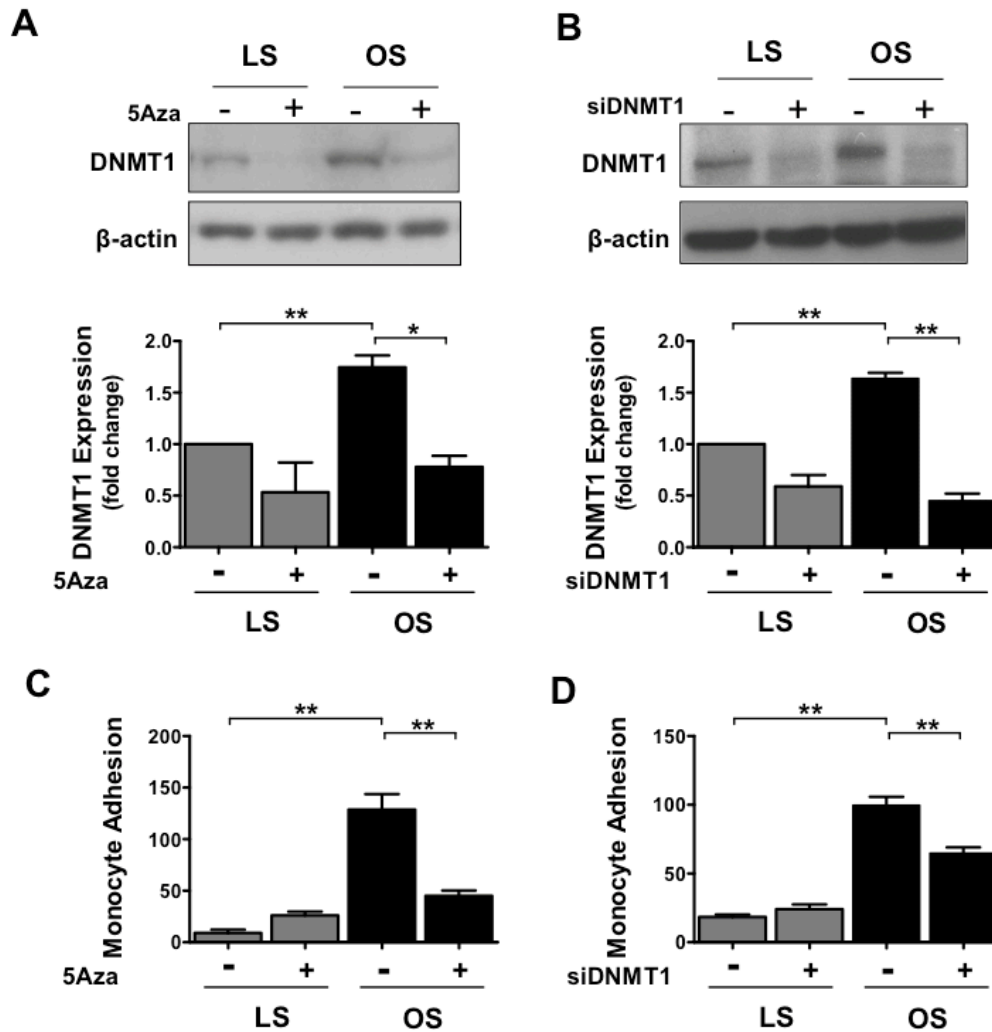 A
LS OS
5Aza - + - +
DNMT1
β-actin
** *
DNMT1 Expression
(fold change)
2.0
1.5
1.0
0.5
0.0
5Aza - + - +
LS OS
B
LS OS
siDNMT1 - + - +
DNMT1
β-actin
** **
DNMT1 Expression
(fold change)
2.0
1.5
1.0
0.5
0.0
siDNMT1 - + - +
LS OS
C
** **
Monocyte Adhesion
200
150
100
50
0
5Aza - + - +
LS OS
D
** **
Monocyte Adhesion
150
100
50
0
siDNMT1 - + - +
LS OS